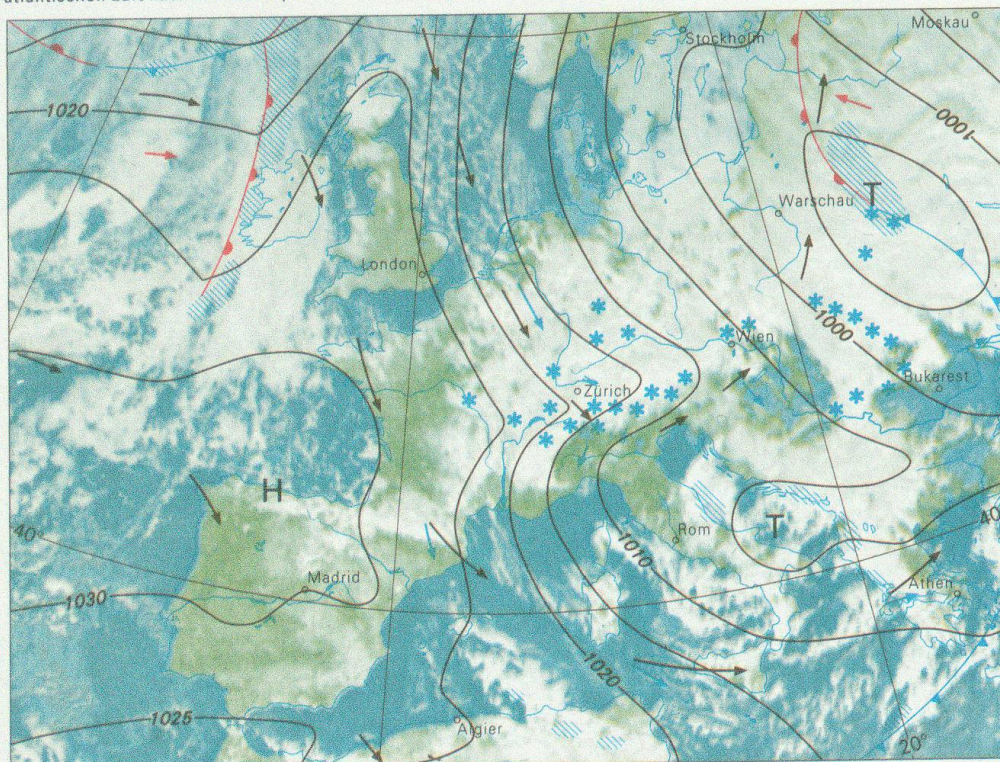 Moskau
Stockholm
1020
1000
T
Warschau
London
1000
Wien
Bukarest
Zürich
H
40°
40°
T
Rom
1010
Madrid
Athen
1030
1020
1025
Algier
20°